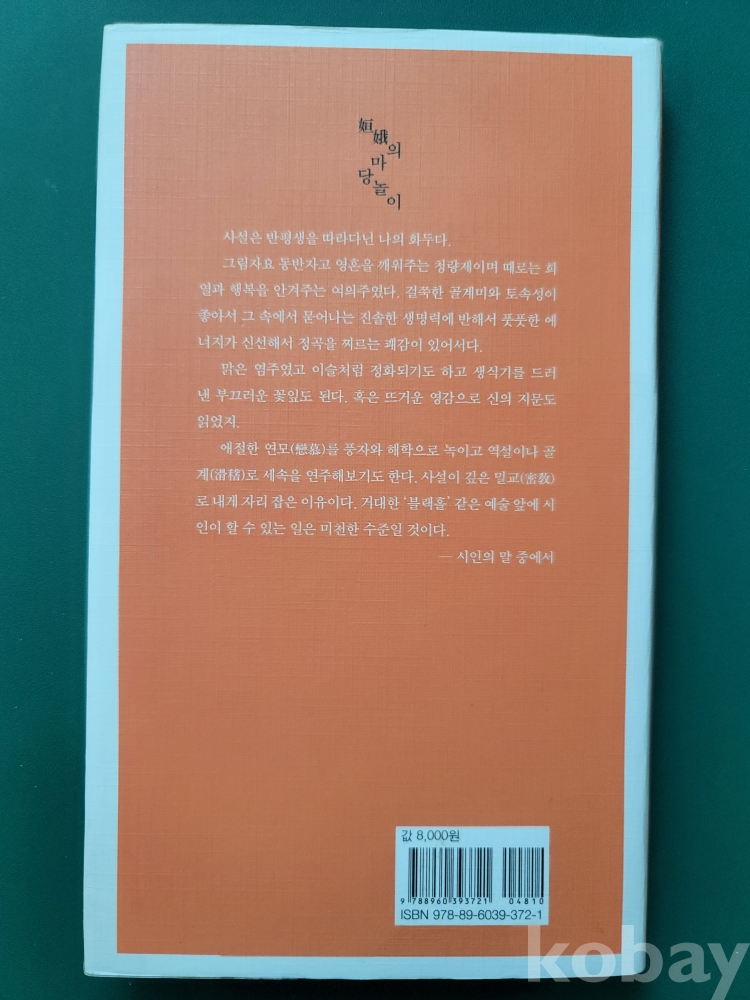 姮娥의 마당놀이
사설은 반평생을 따라다닌 나의 화두다.
그림자요 동반자고 영혼을 깨워주는 청량제이며 때로는 희
열과 행복을 안겨주는 여의주였다. 걸쭉한 골계미와 토속성이
좋아서 그 속에서 묻어나는 진솔한 생명력에 반해서 풋풋한 에
너지가 신선해서 정곡을 찌르는 쾌감이 있어서다.
맑은 염주였고 이슬처럼 정화되기도 하고 생식기를 드러
낸 부끄러운 꽃잎도 된다. 혹은 뜨거운 영감으로 신의 지문도
읽었지.
애절한 연모(戀慕)를 풍자와 해학으로 녹이고 역설이나 골
계(滑稽)로 세속을 연주해보기도 한다. 사설이 깊은 밀교(密敎)
로 내게 자리 잡은 이유이다. 거대한 ‘블랙홀’ 같은 예술 앞에 시
인이 할 수 있는 일은 미천한 수준일 것이다.
— 시인의 말 중에서
값 8,000원
9 788960 393721
04810
ISBN 978-89-6039-372-1
kobay